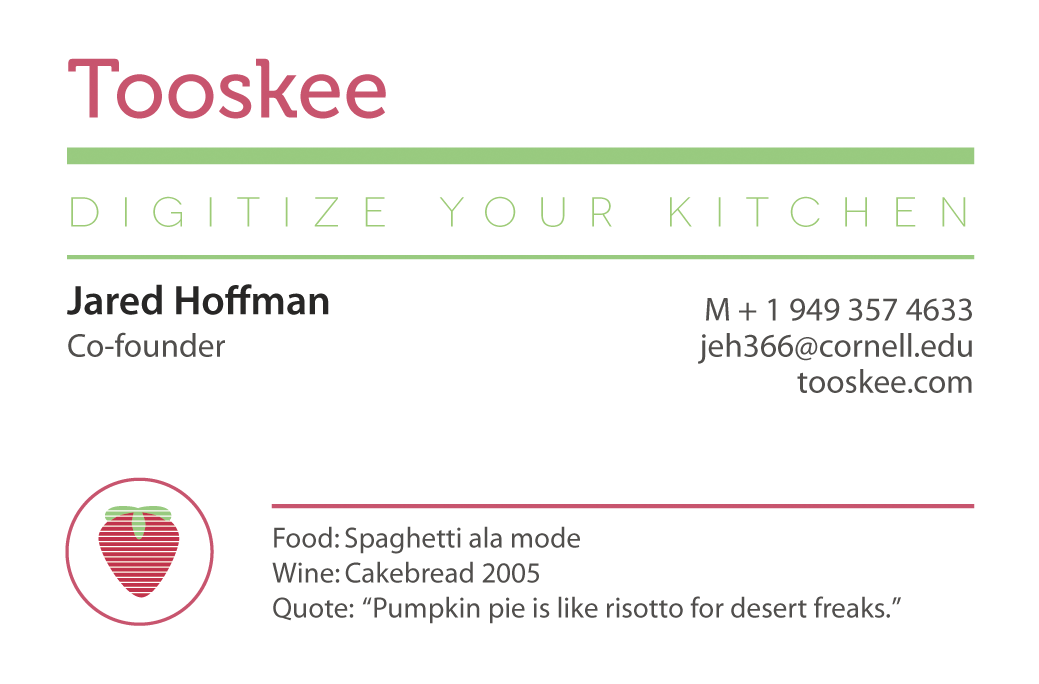 Tooskee
DIGITIZE YOUR KITCHEN
Jared Hoffman
Co-founder
M + 1 949 357 4633
jeh366@cornell.edu
tooskee.com
Food: Spaghetti ala mode
Wine: Cakebread 2005
Quote: “Pumpkin pie is like risotto for desert freaks.”